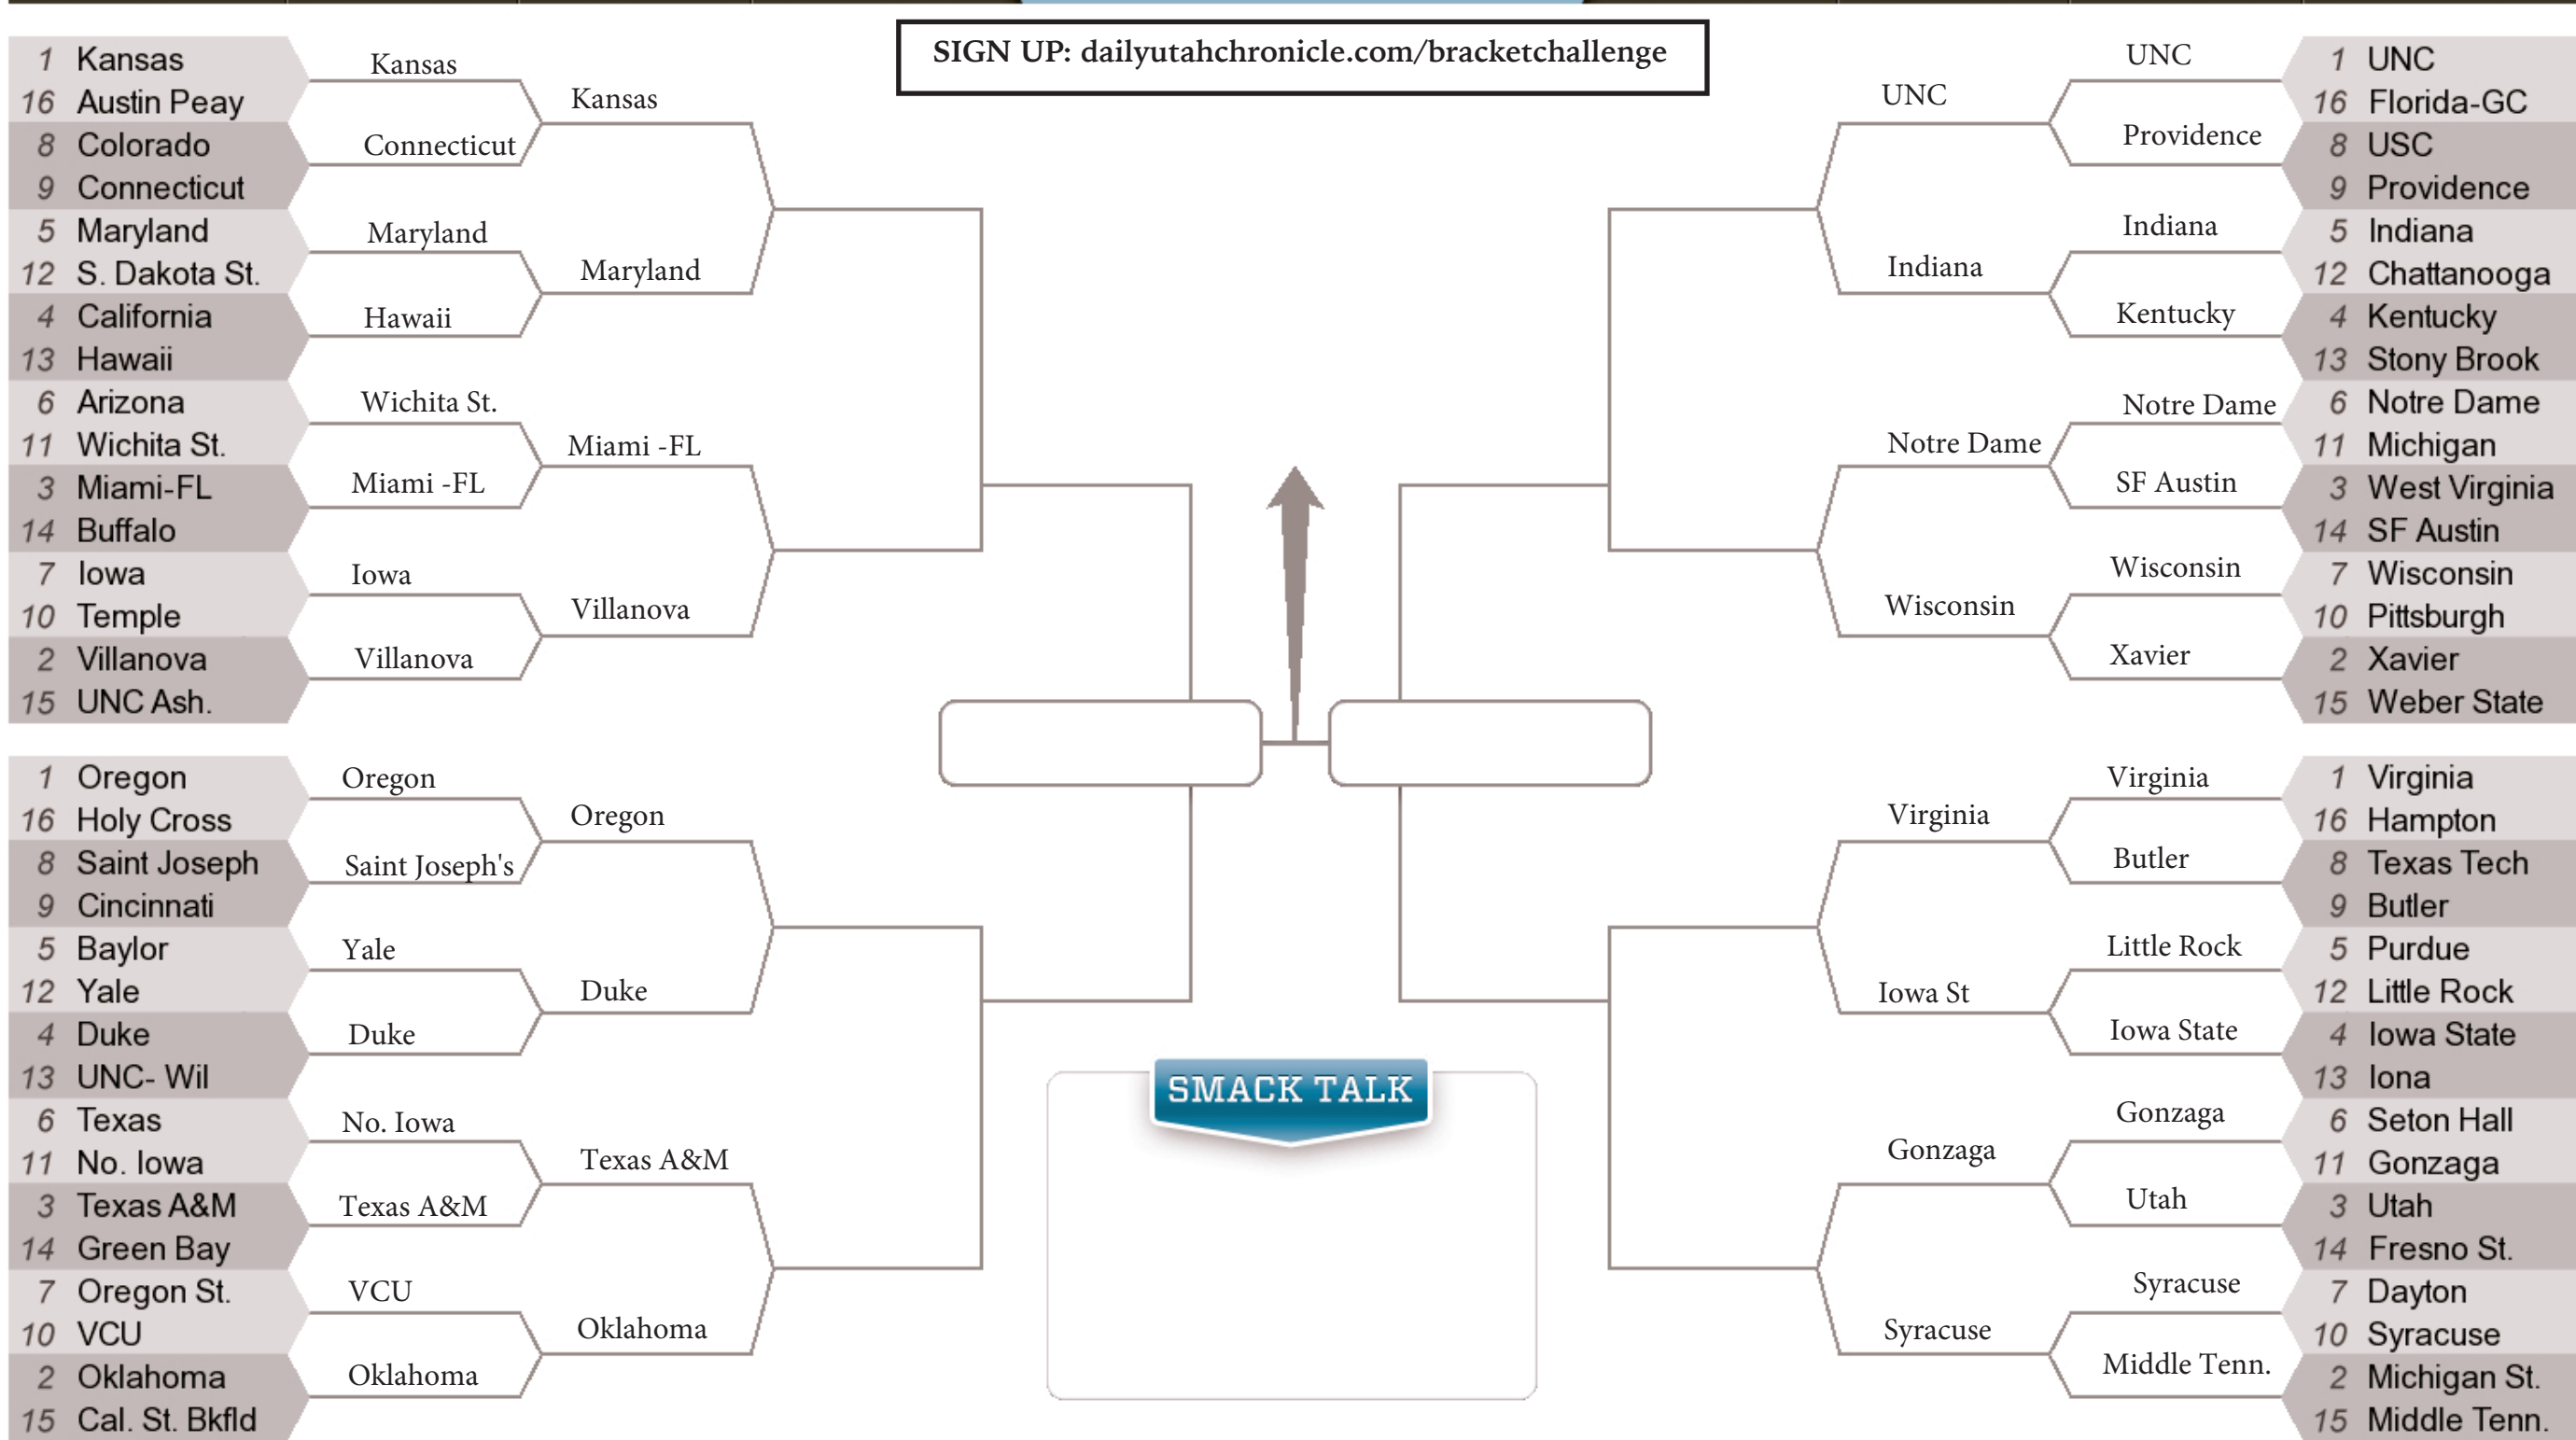 SIGN UP: dailyutahchronicle.com/bracketchallenge
1 Kansas
16 Austin Peay
8 Colorado
9 Connecticut
5 Maryland
12 S. Dakota St.
4 California
13 Hawaii
6 Arizona
11 Wichita St.
3 Miami-FL
14 Buffalo
7 Iowa
10 Temple
2 Villanova
15 UNC Ash.
Kansas
Connecticut
Maryland
Hawaii
Wichita St.
Miami -FL
Iowa
Villanova
Kansas
Maryland
Miami -FL
Villanova
1 Oregon
16 Holy Cross
8 Saint Joseph
9 Cincinnati
5 Baylor
12 Yale
4 Duke
13 UNC- Wil
6 Texas
11 No. Iowa
3 Texas A&M
14 Green Bay
7 Oregon St.
10 VCU
2 Oklahoma
15 Cal. St. Bkfld
Oregon
Saint Joseph's
Yale
Duke
No. Iowa
Texas A&M
VCU
Oklahoma
Oregon
Duke
Texas A&M
Oklahoma
SMACK TALK
UNC
Indiana
Notre Dame
Wisconsin
UNC
Providence
Indiana
Kentucky
Notre Dame
SF Austin
Wisconsin
Xavier
1 UNC
16 Florida-GC
8 USC
9 Providence
5 Indiana
12 Chattanooga
4 Kentucky
13 Stony Brook
6 Notre Dame
11 Michigan
3 West Virginia
14 SF Austin
7 Wisconsin
10 Pittsburgh
2 Xavier
15 Weber State
Virginia
Iowa St
Gonzaga
Syracuse
Virginia
Butler
Little Rock
Iowa State
Gonzaga
Utah
Syracuse
Middle Tenn.
1 Virginia
16 Hampton
8 Texas Tech
9 Butler
5 Purdue
12 Little Rock
4 Iowa State
13 Iona
6 Seton Hall
11 Gonzaga
3 Utah
14 Fresno St.
7 Dayton
10 Syracuse
2 Michigan St.
15 Middle Tenn.